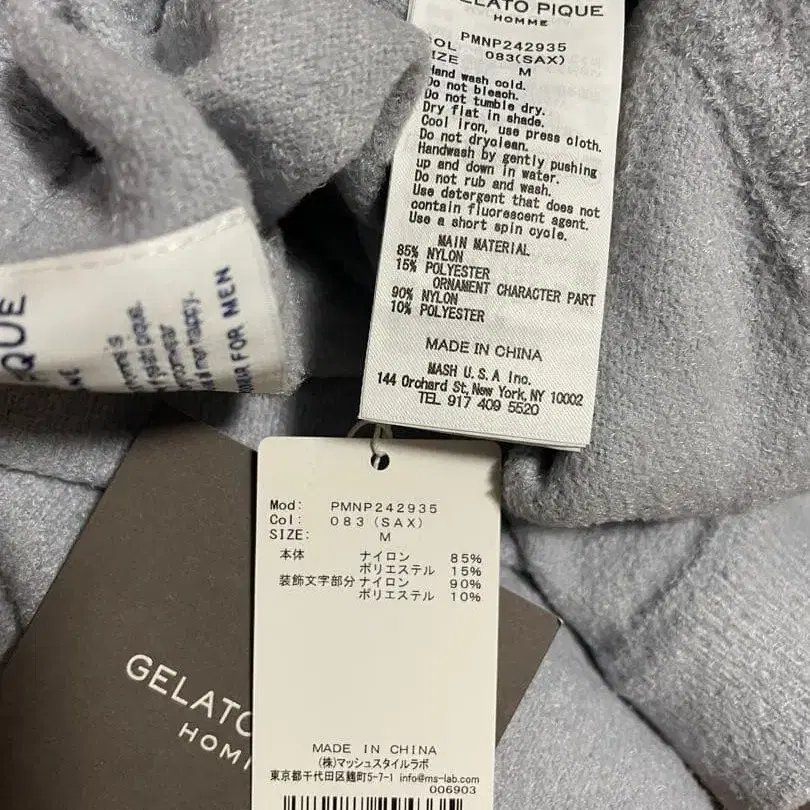 GELATO PIQUE
HOMME
PMNP242935
COL 083(SAX)
SIZE M
Hand wash cold.
Do not bleach.
Do not tumble dry.
Dry flat in shade.
Cool iron, use press cloth.
Do not dryclean.
Handwash by gently pushing
up and down in water.
Do not rub and wash.
Use detergent that does not
contain fluorescent agent.
Use a short spin cycle.
MAIN MATERIAL
85% NYLON
15% POLYESTER
ORNAMENT CHARACTER PART
90% NYLON
10% POLYESTER
MADE IN CHINA
MASH U.S.A Inc.
144 Orchard St, New York, NY 10002
TEL 917 409 5520
QUE
gelato pique.
happy.
FOR MEN
Mod: PMNP242935
Col: 083 (SAX)
SIZE: M
本体 ナイロン 85%
ポリエステル 15%
装飾文字部分 ナイロン 90%
ポリエステル 10%
MADE IN CHINA
(株)マッシュスタイルラボ
東京都千代田区麹町5-7-1 info@ms-lab.com
006903
GELATO
HOMME